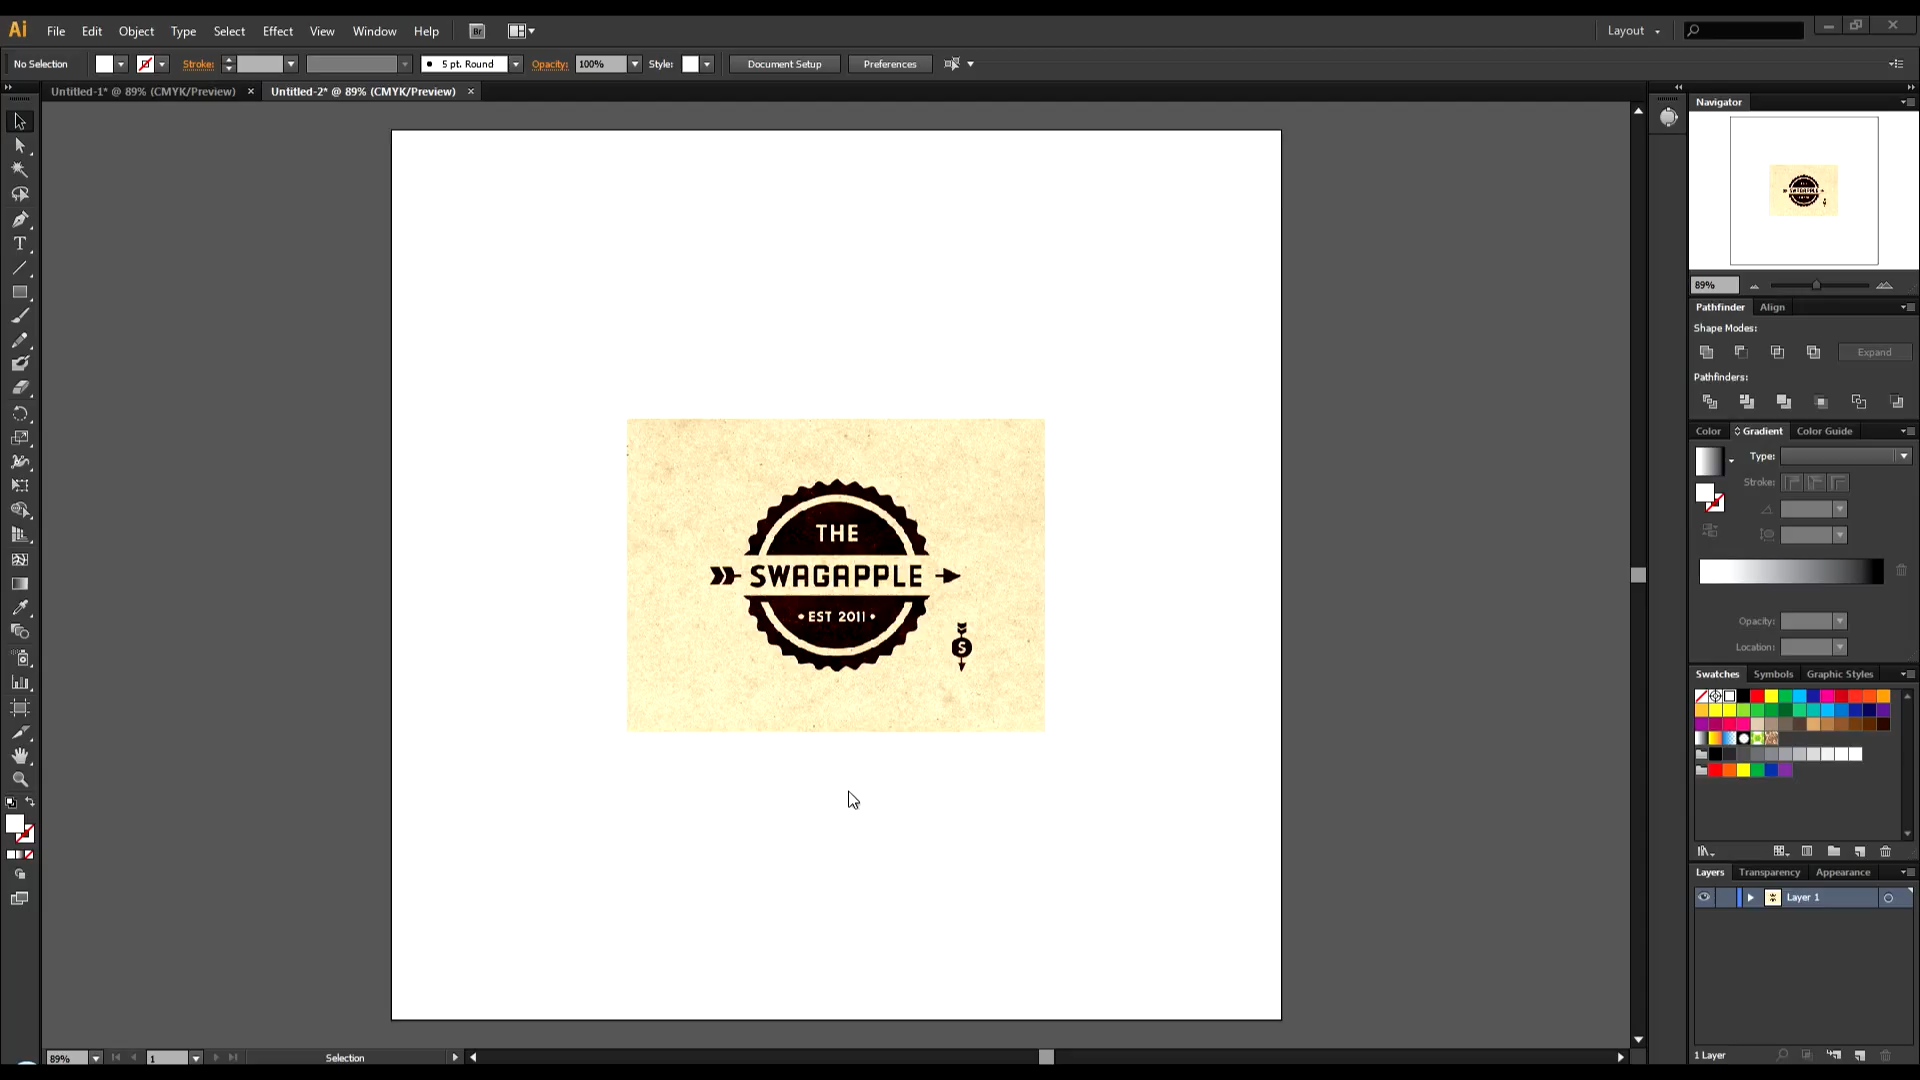 Ai File Edit Object Type Select Effect View Window Help Br Layout
No Selection Stroke: 5 pt. Round Opacity: 100% Style: Document Setup Preferences
Untitled-1* @ 89% (CMYK/Preview) × Untitled-2* @ 89% (CMYK/Preview) ×
Navigator
89%
Pathfinder Align
Shape Modes:
Expand
Pathfinders:
Color Gradient Color Guide
Type:
Stroke:
Opacity:
Location:
Swatches Symbols Graphic Styles
Layers Transparency Appearance
Layer 1
1 Layer
T
THE
SWAGAPPLE
• EST 2011 •
S
89% 1 Selection